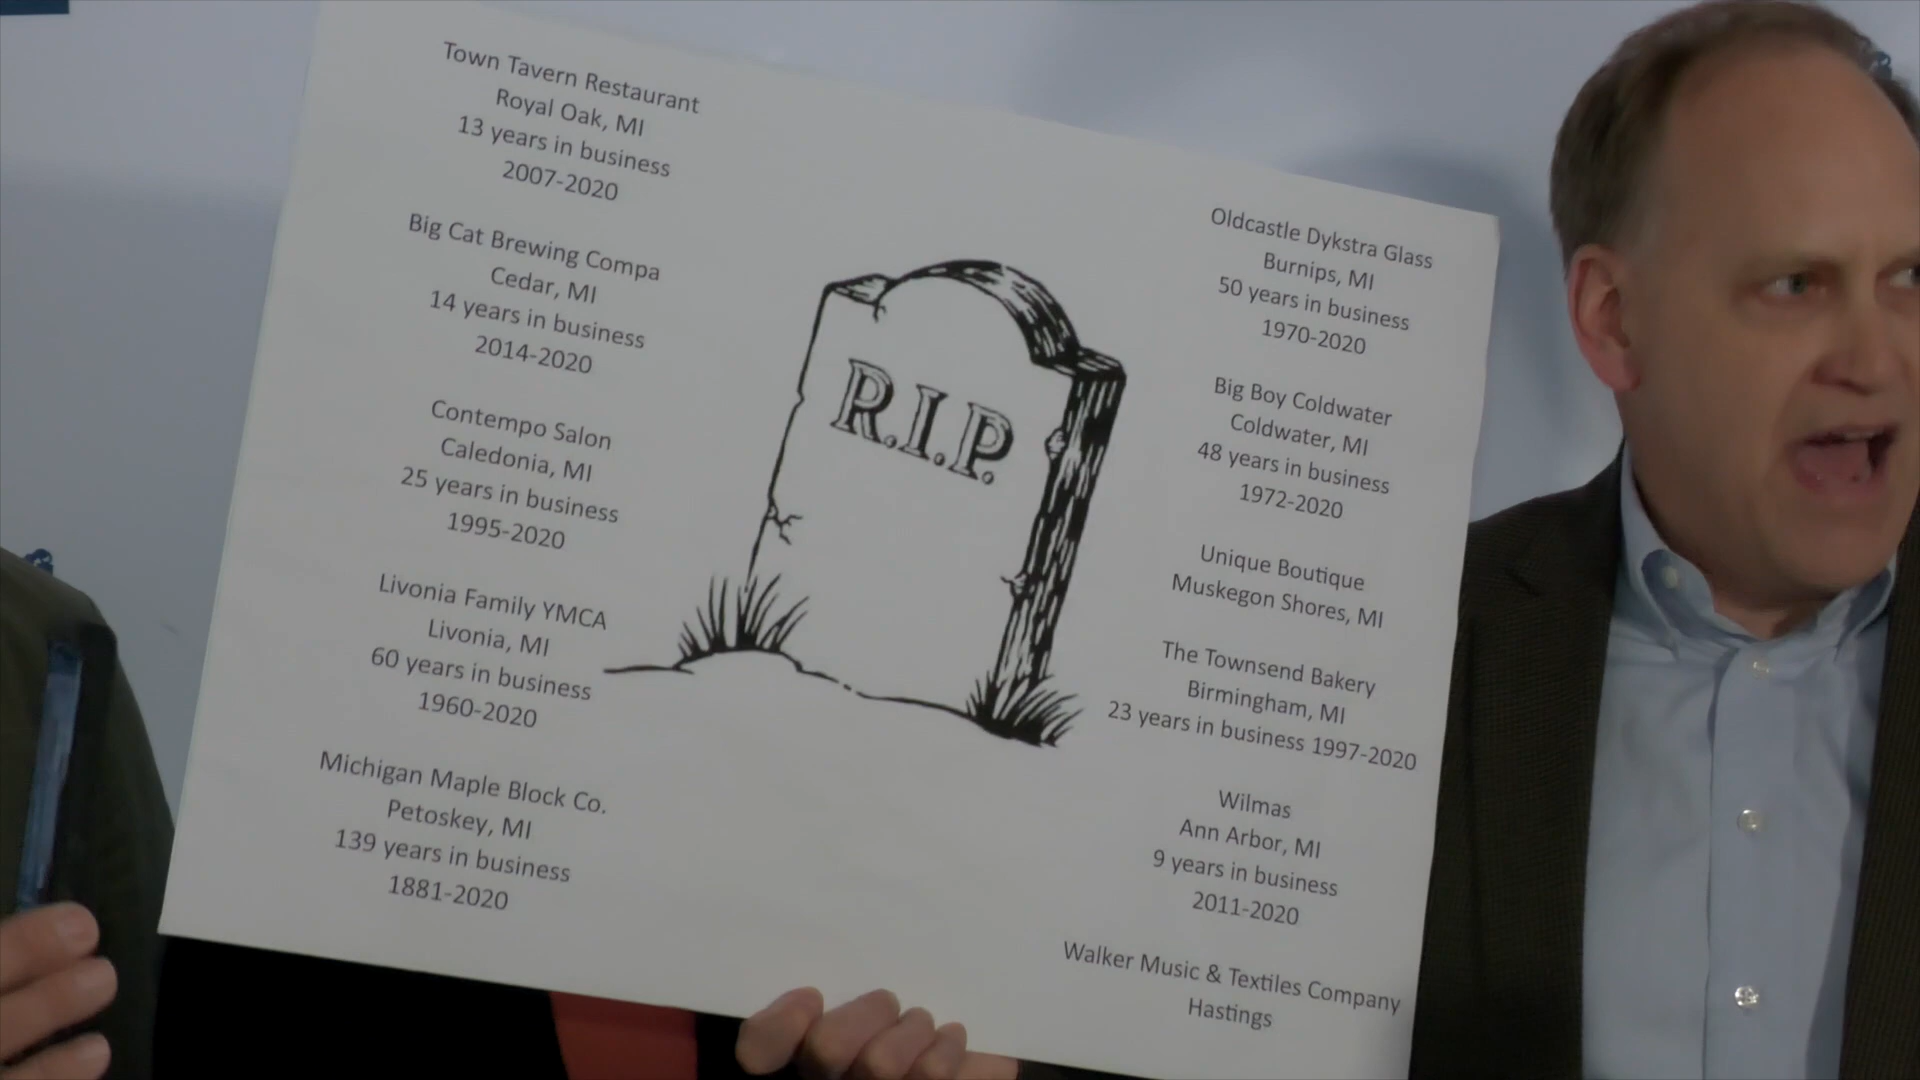 Town Tavern Restaurant
Royal Oak, MI
13 years in business
2007-2020
Big Cat Brewing Compa
Cedar, MI
14 years in business
2014-2020
Contempo Salon
Caledonia, MI
25 years in business
1995-2020
Livonia Family YMCA
Livonia, MI
60 years in business
1960-2020
Michigan Maple Block Co.
Petoskey, MI
139 years in business
1881-2020
R.I.P.
Oldcastle Dykstra Glass
Burnips, MI
50 years in business
1970-2020
Big Boy Coldwater
Coldwater, MI
48 years in business
1972-2020
Unique Boutique
Muskegon Shores, MI
The Townsend Bakery
Birmingham, MI
23 years in business 1997-2020
Wilmas
Ann Arbor, MI
9 years in business
2011-2020
Walker Music & Textiles Company
Hastings